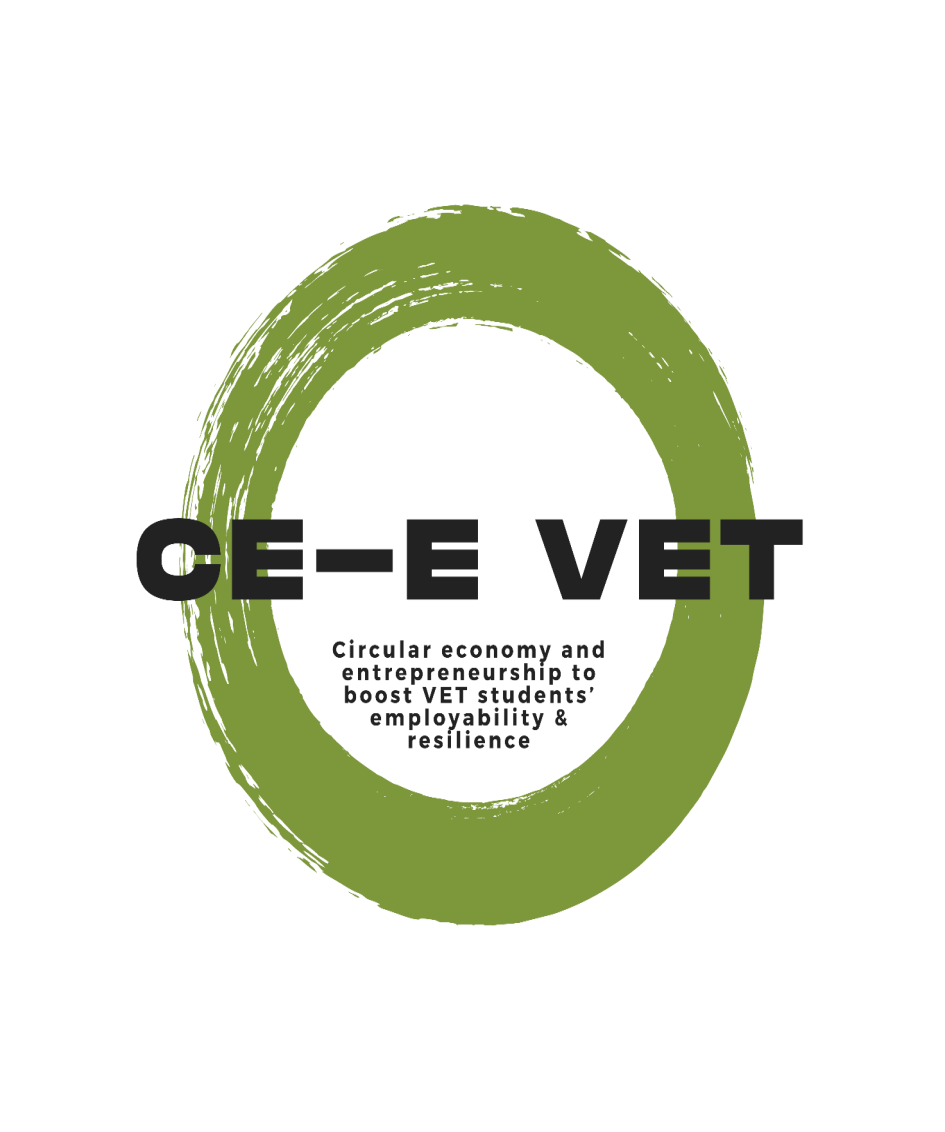 CE—E VET
Circular economy and
entrepreneurship to
boost VET students’
employability &
resilience